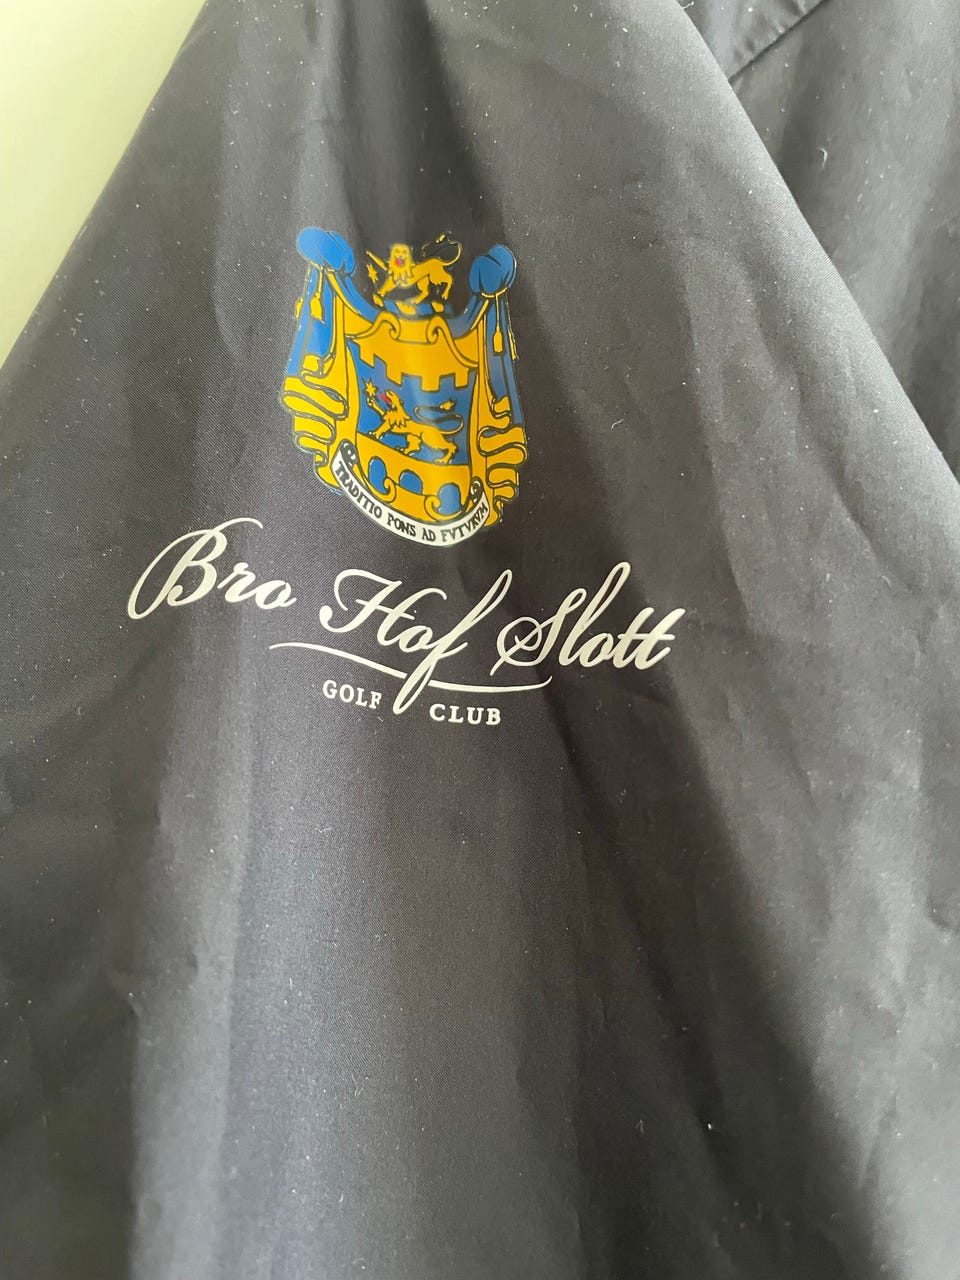 TRADITIO PONS AD FVTVRVM
Bro Hof Slott
GOLF CLUB